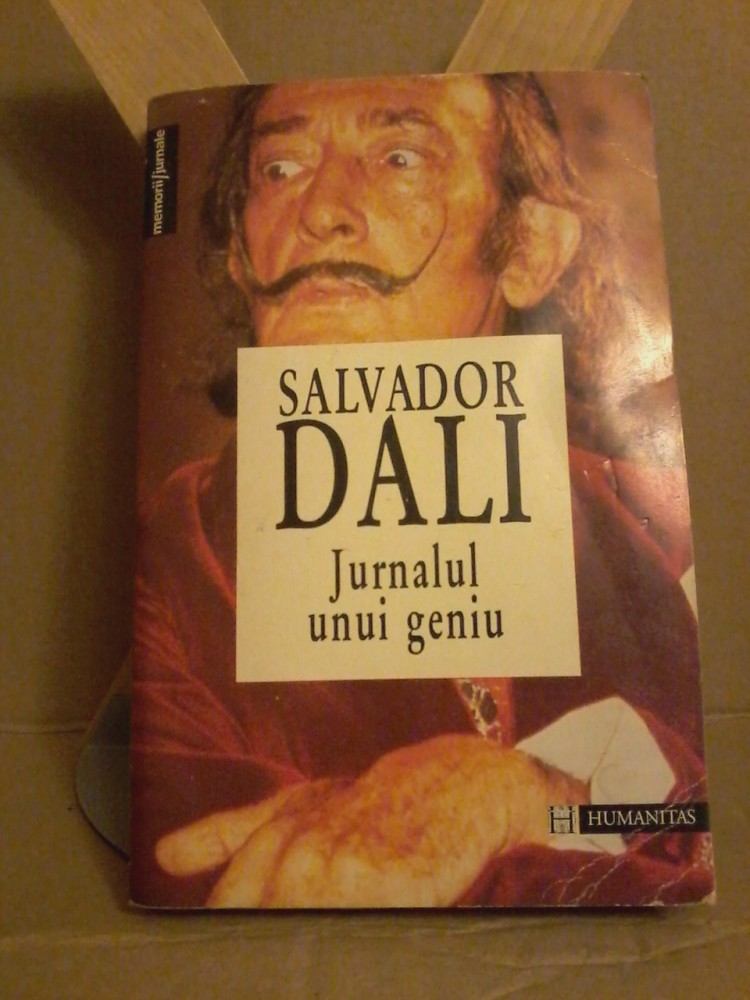 memorii/jurnale
SALVADOR
DALI
Jurnalul
unui geniu
H HUMANITAS